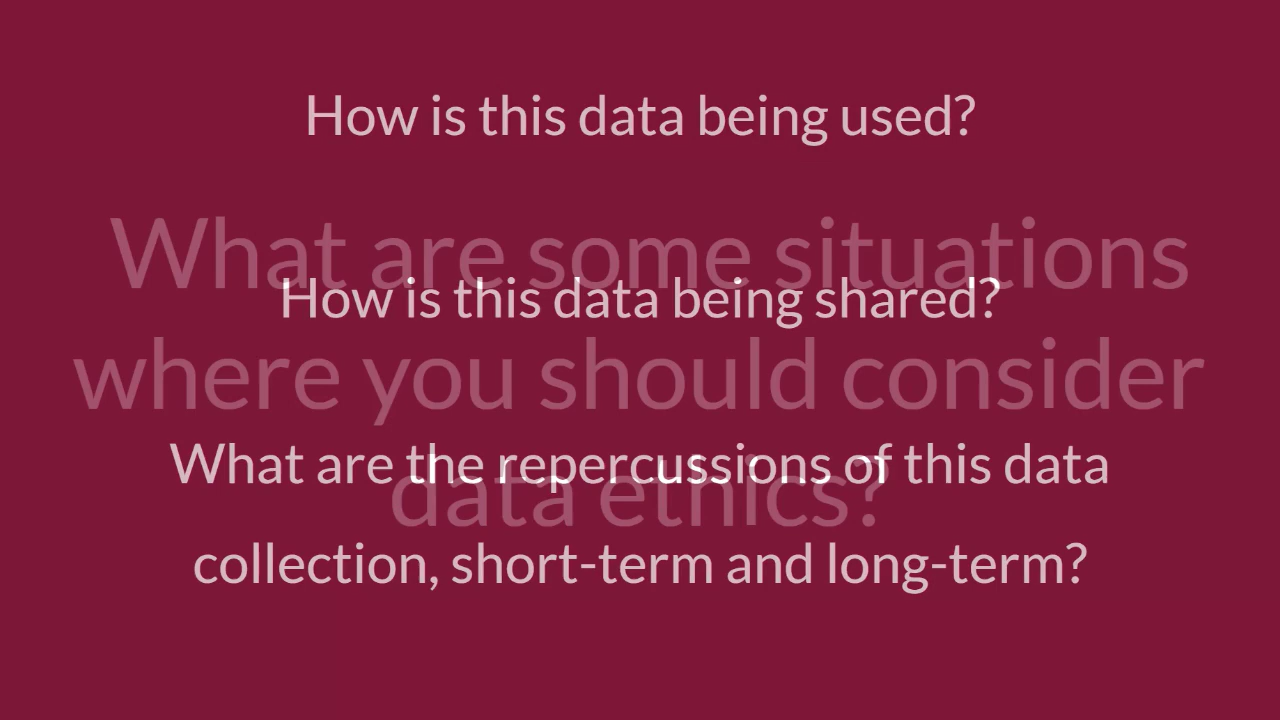 How is this data being used?
What are some situations
How is this data being shared?
where you should consider
What are the repercussions of this data
data ethics?
collection, short-term and long-term?